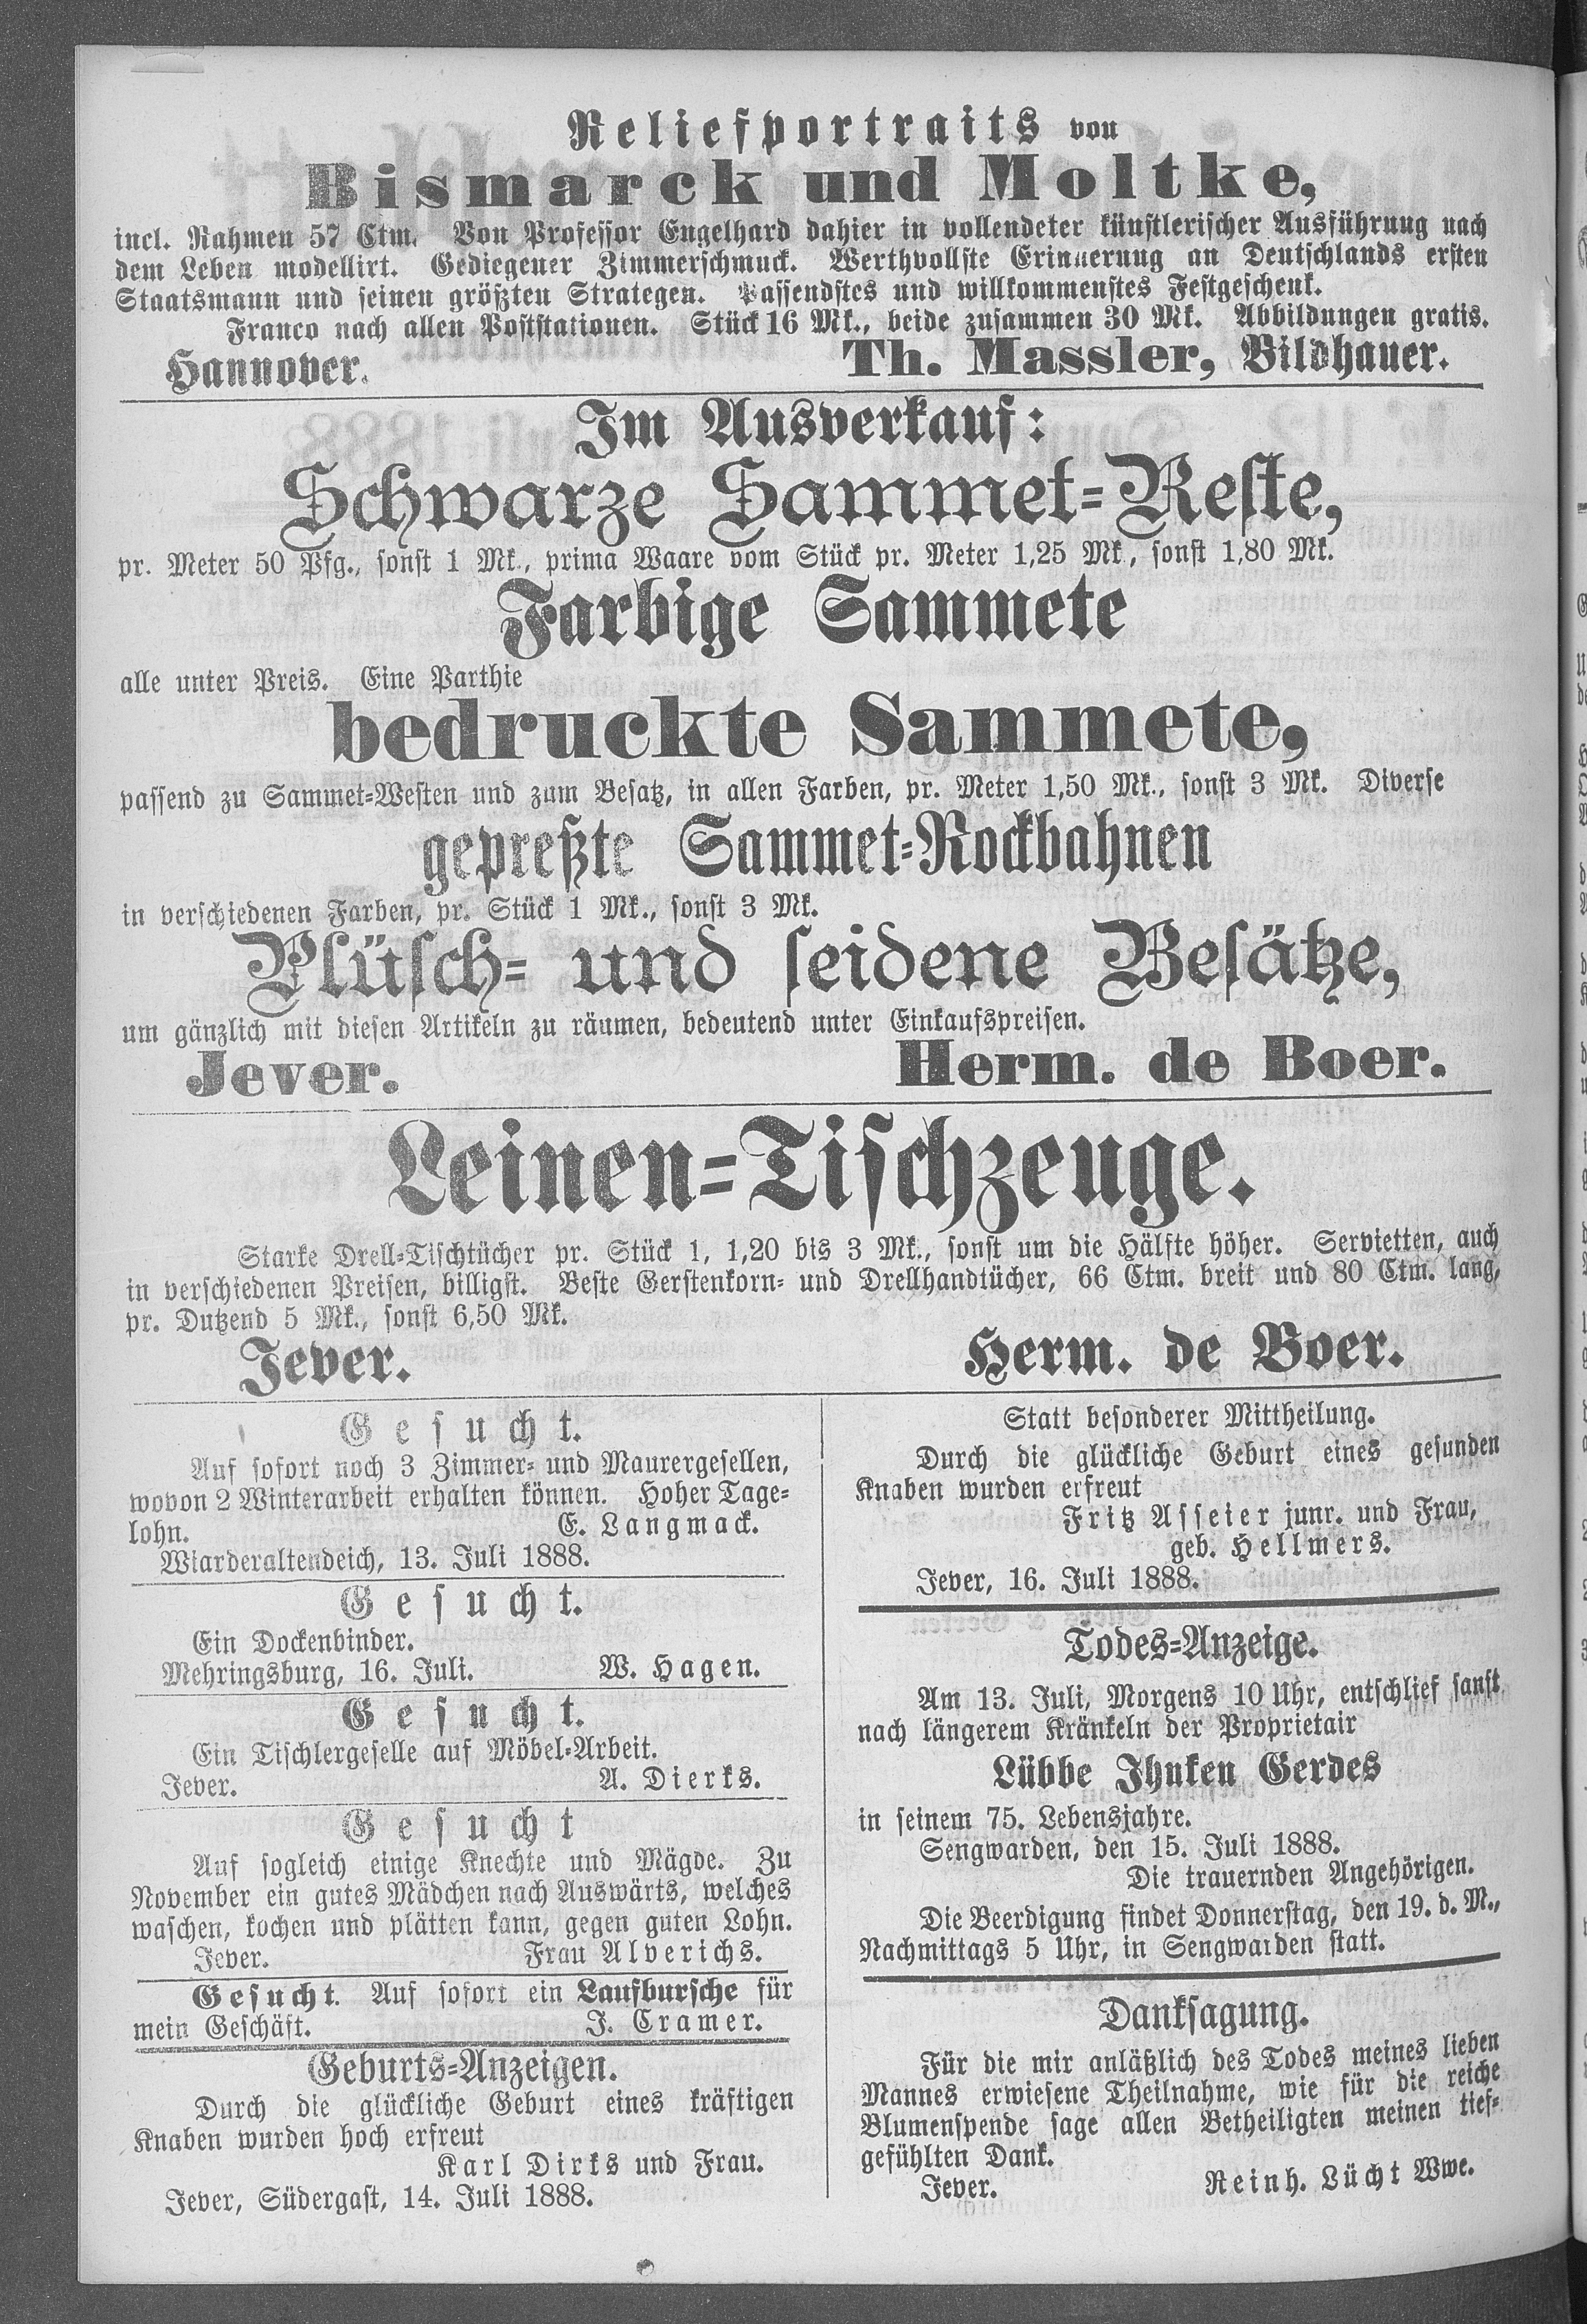 Reliefportraits von
Bismarck und Moltke,
incl. Rahmen 57 Ctm. Von Professor Engelhard dahier in vollendeter künstlerischer Ausführung nach
dem Leben modellirt. Gediegener Zimmerschmuck. Werthvollste Erinnerung an Deutschlands ersten
Staatsmann und seinen größten Strategen. Passendstes und willkommenstes Festgeschenk.
Franco nach allen Poststationen. Stück 16 Mk., beide zusammen 30 Mk. Abbildungen gratis.
Hannover. Th. Massler, Bildhauer.
Im Ausverkauf:
Schwarze Sammet-Reste,
pr. Meter 50 Pfg., sonst 1 Mk., prima Waare vom Stück pr. Meter 1,25 Mk., sonst 1,80 Mk.
Farbige Sammete
alle unter Preis. Eine Parthie
bedruckte Sammete,
passend zu Sammet-Westen und zum Besatz, in allen Farben, pr. Meter 1,50 Mk., sonst 3 Mk. Diverse
gepreßte Sammet-Rockbahnen
in verschiedenen Farben, pr. Stück 1 Mk., sonst 3 Mk.
Plüsch- und seidene Besätze,
um gänzlich mit diesen Artikeln zu räumen, bedeutend unter Einkaufspreisen.
Jever. Herm. de Boer.
Leinen-Tischzeuge.
Starke Drell-Tischtücher pr. Stück 1, 1,20 bis 3 Mk., sonst um die Hälfte höher. Servietten, auch
in verschiedenen Preisen, billigst. Beste Gerstenkorn- und Drellhandtücher, 66 Ctm. breit und 80 Ctm. lang,
pr. Dutzend 5 Mk., sonst 6,50 Mk.
Jever. Herm. de Boer.
Gesucht.
Auf sofort noch 3 Zimmer- und Maurergesellen,
wovon 2 Winterarbeit erhalten können. Hoher Tage-
lohn. E. Langmack.
Wiarderaltendeich, 13. Juli 1888.
Gesucht.
Ein Dockenbinder.
Mehringsburg, 16. Juli. W. Hagen.
Gesucht.
Ein Tischlergeselle auf Möbel-Arbeit.
Jever. A. Dierks.
Gesucht
Auf sogleich einige Knechte und Mägde. Zu
November ein gutes Mädchen nach Auswärts, welches
waschen, kochen und plätten kann, gegen guten Lohn.
Jever. Frau Alverichs.
Gesucht. Auf sofort ein Laufbursche für
mein Geschäft. J. Cramer.
Geburts-Anzeigen.
Durch die glückliche Geburt eines kräftigen
Knaben wurden hoch erfreut
Karl Dirks und Frau.
Jever, Südergast, 14. Juli 1888.
Statt besonderer Mittheilung.
Durch die glückliche Geburt eines gesunden
Knaben wurden erfreut
Fritz Asseier junr. und Frau,
geb. Hellmers.
Jever, 16. Juli 1888.
Todes-Anzeige.
Am 13. Juli, Morgens 10 Uhr, entschlief sanft
nach längerem Kränkeln der Proprietair
Lübbe Ihnken Gerdes
in seinem 75. Lebensjahre.
Sengwarden, den 15. Juli 1888.
Die trauernden Angehörigen.
Die Beerdigung findet Donnerstag, den 19. d. M.,
Nachmittags 5 Uhr, in Sengwarden statt.
Danksagung.
Für die mir anläßlich des Todes meines lieben
Mannes erwiesene Theilnahme, wie für die reiche
Blumenspende sage allen Betheiligten meinen tief-
gefühlten Dank.
Jever. Reinh. Lücht Wwe.